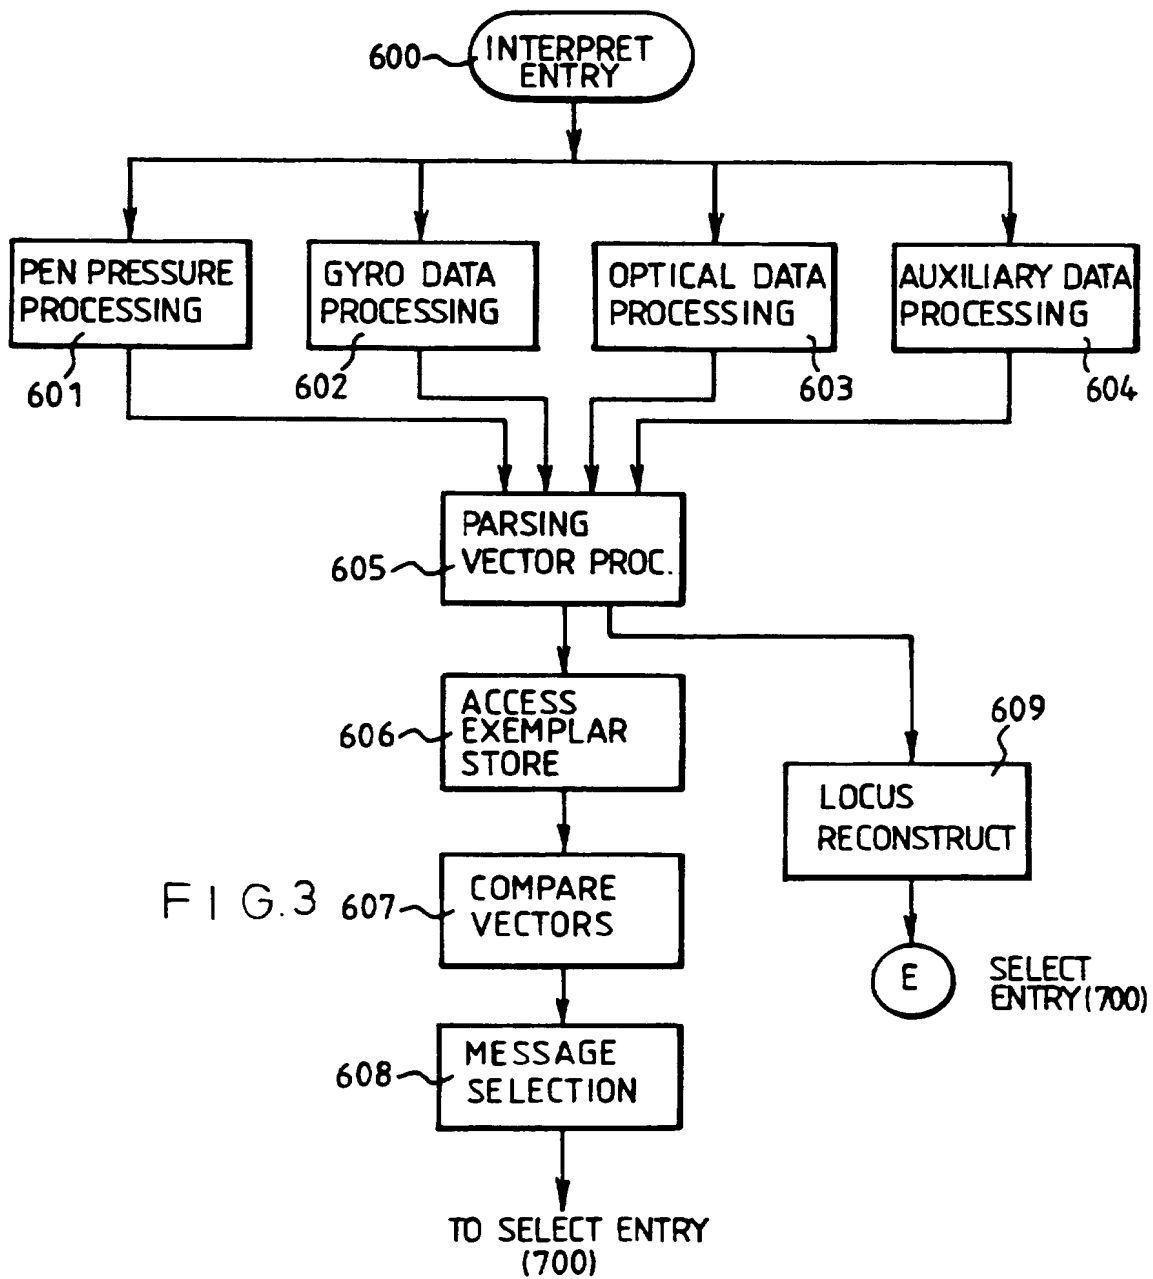 600
INTERPRET
ENTRY
PEN PRESSURE
PROCESSING
601
GYRO DATA
PROCESSING
602
OPTICAL DATA
PROCESSING
603
AUXILIARY DATA
PROCESSING
604
PARSING
VECTOR PROC.
605
ACCESS
EXEMPLAR
STORE
606
609
LOCUS
RECONSTRUCT
FIG.3
COMPARE
VECTORS
607
E
SELECT
ENTRY(700)
MESSAGE
SELECTION
608
TO SELECT ENTRY
(700)